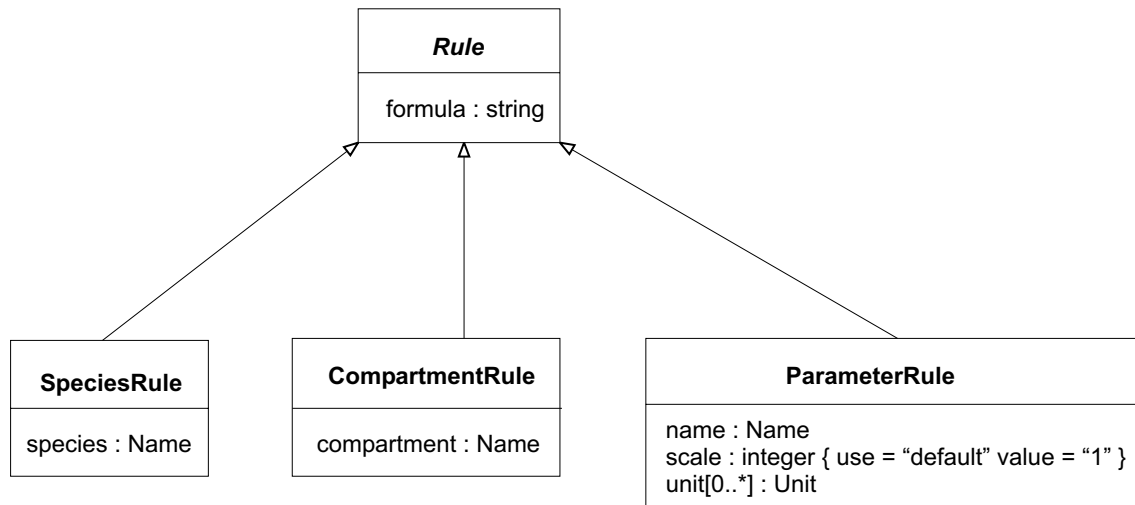 Rule
formula : string
SpeciesRule
species : Name
CompartmentRule
compartment : Name
ParameterRule
name : Name
scale : integer { use = “default” value = “1” }
unit[0..*] : Unit